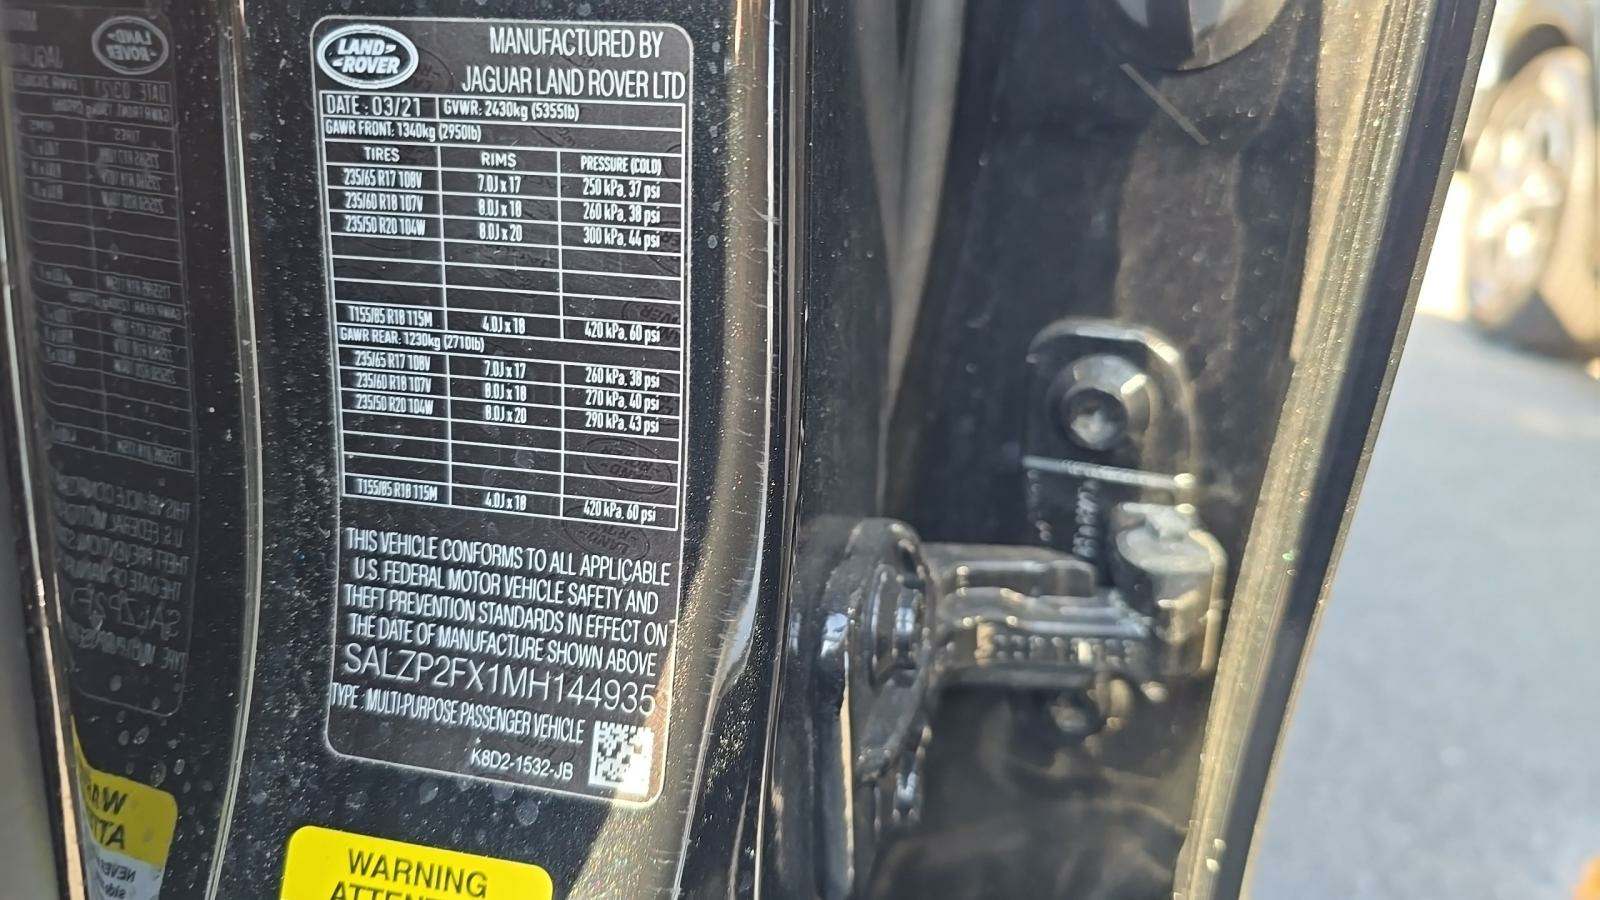 LAND-
-ROVER
MANUFACTURED BY
JAGUAR LAND ROVER LTD
DATE : 03/21 GVWR: 2430kg (5355lb)
GAWR FRONT: 1340kg (2950lb)
TIRES RIMS PRESSURE (COLD)
235/65 R17 108V 7.0J x 17 250 kPa, 37 psi
235/60 R18 107V 8.0J x 18 260 kPa, 38 psi
235/50 R20 104W 8.0J x 20 300 kPa, 44 psi
T155/85 R18 115M 4.0J x 18 420 kPa, 60 psi
GAWR REAR: 1230kg (2710lb)
235/65 R17 108V 7.0J x 17 260 kPa, 38 psi
235/60 R18 107V 8.0J x 18 270 kPa, 40 psi
235/50 R20 104W 8.0J x 20 290 kPa, 43 psi
T155/85 R18 115M 4.0J x 18 420 kPa, 60 psi
THIS VEHICLE CONFORMS TO ALL APPLICABLE
U.S. FEDERAL MOTOR VEHICLE SAFETY AND
THEFT PREVENTION STANDARDS IN EFFECT ON
THE DATE OF MANUFACTURE SHOWN ABOVE
SALZP2FX1MH144935
TYPE : MULTI-PURPOSE PASSENGER VEHICLE
K8D2-1532-JB
WARNING